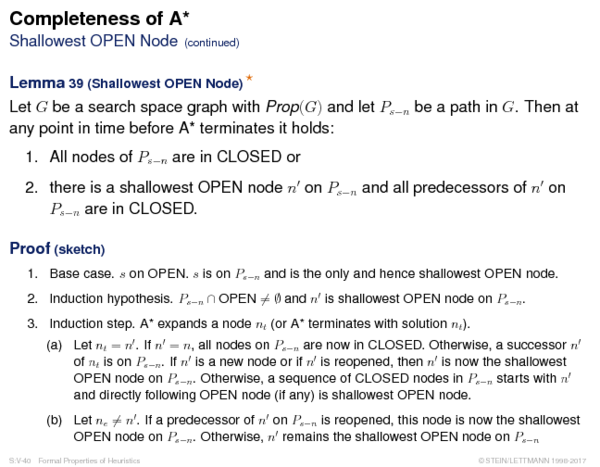 Completeness of A*
Shallowest OPEN Node (continued)
Lemma 39 (Shallowest OPEN Node) *
Let G be a search space graph with Prop(G) and let P_{s−n} be a path in G. Then at
any point in time before A* terminates it holds:
1. All nodes of P_{s−n} are in CLOSED or
2. there is a shallowest OPEN node n′ on P_{s−n} and all predecessors of n′ on
P_{s−n} are in CLOSED.
Proof (sketch)
1. Base case. s on OPEN. s is on P_{s−n} and is the only and hence shallowest OPEN node.
2. Induction hypothesis. P_{s−n} ∩ OPEN ≠ ∅ and n′ is shallowest OPEN node on P_{s−n}.
3. Induction step. A* expands a node n_t (or A* terminates with solution n_t).
(a) Let n_t = n′. If n′ = n, all nodes on P_{s−n} are now in CLOSED. Otherwise, a successor n′
of n_t is on P_{s−n}. If n′ is a new node or if n′ is reopened, then n′ is now the shallowest
OPEN node on P_{s−n}. Otherwise, a sequence of CLOSED nodes in P_{s−n} starts with n′
and directly following OPEN node (if any) is shallowest OPEN node.
(b) Let n_e ≠ n′. If a predecessor of n′ on P_{s−n} is reopened, this node is now the shallowest
OPEN node on P_{s−n}. Otherwise, n′ remains the shallowest OPEN node on P_{s−n}
S:V-40 Formal Properties of Heuristics
© STEIN/LETTMANN 1998-2017